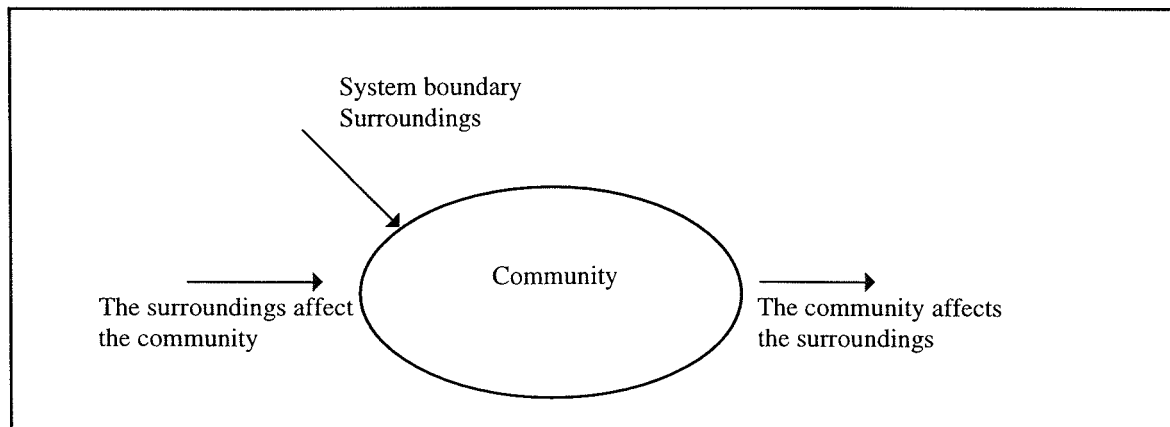 System boundary
Surroundings
Community
The surroundings affect
the community
The community affects
the surroundings